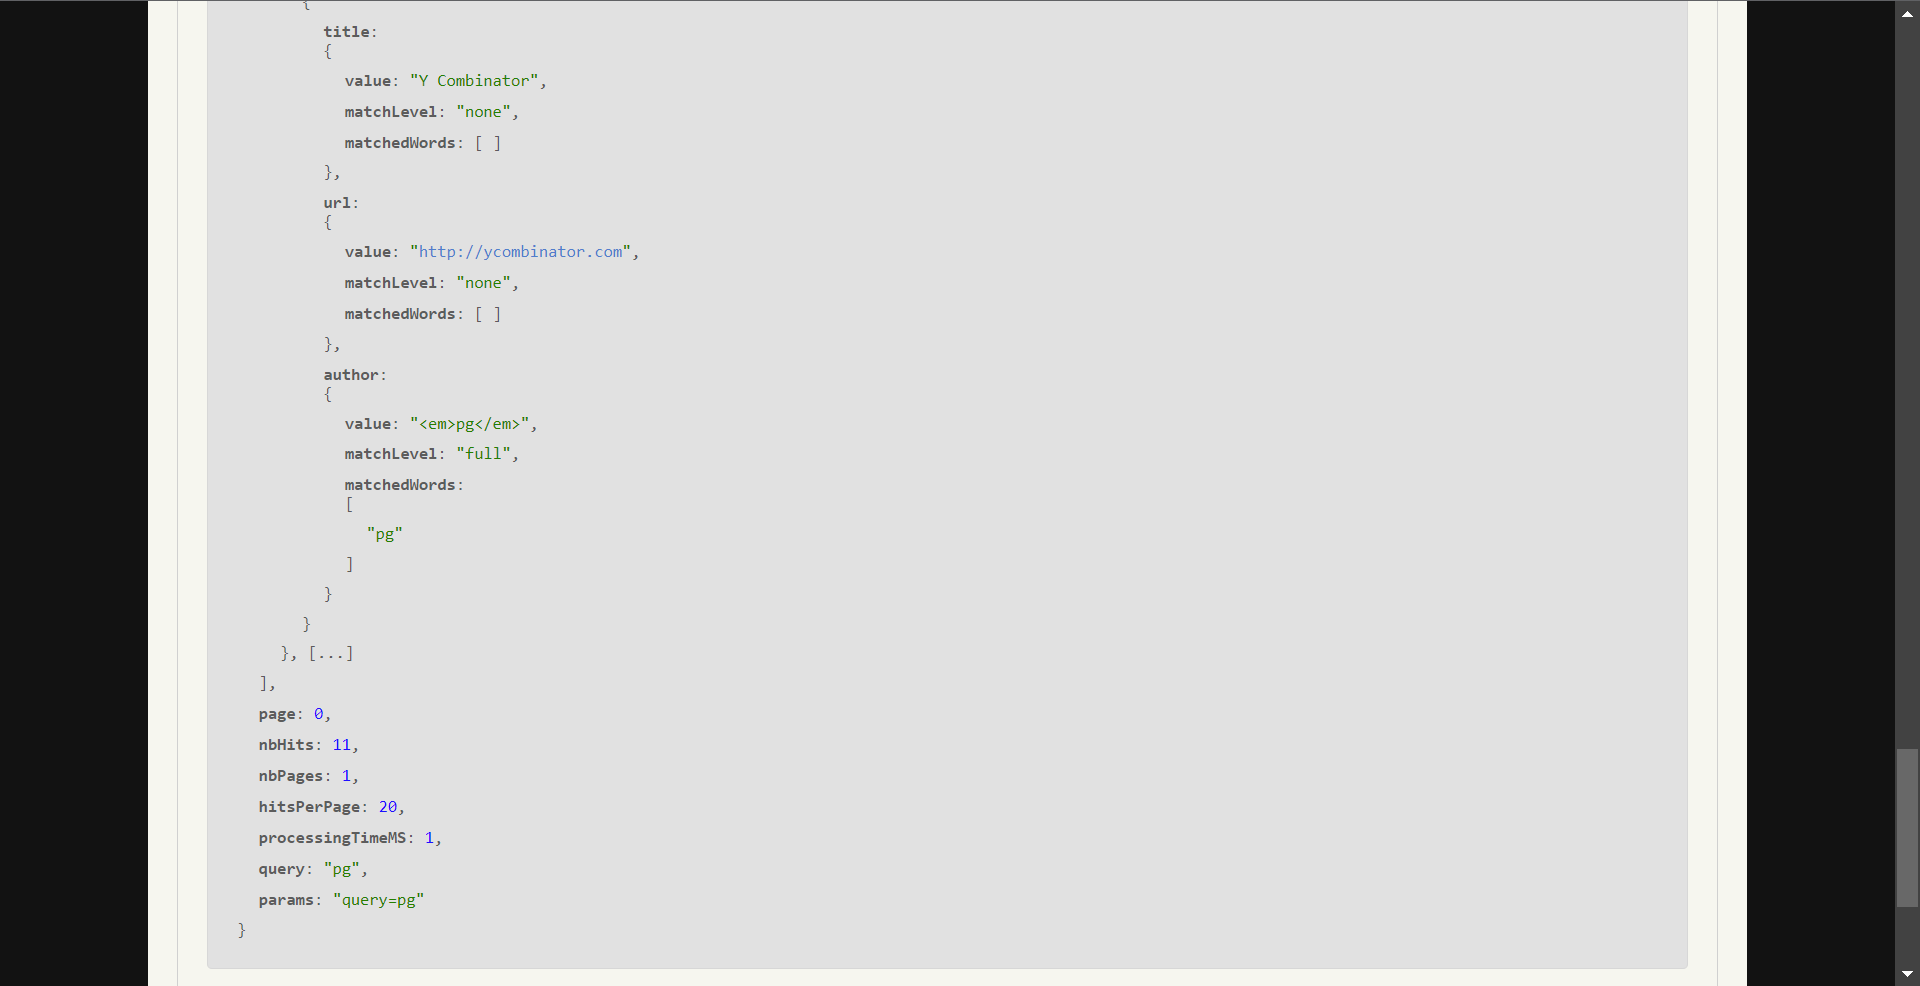 {
title:
{
value: "Y Combinator",
matchLevel: "none",
matchedWords: [ ]
},
url:
{
value: "http://ycombinator.com",
matchLevel: "none",
matchedWords: [ ]
},
author:
{
value: "<em>pg</em>",
matchLevel: "full",
matchedWords:
[
"pg"
]
}
}
}, [...]
],
page: 0,
nbHits: 11,
nbPages: 1,
hitsPerPage: 20,
processingTimeMS: 1,
query: "pg",
params: "query=pg"
}